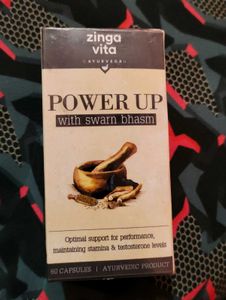 zinga
vita
AYURVEDA
POWER UP
with swarn bhasm
Optimal support for performance,
maintaining stamina & testosterone levels
60 CAPSULES | AYURVEDIC PRODUCT